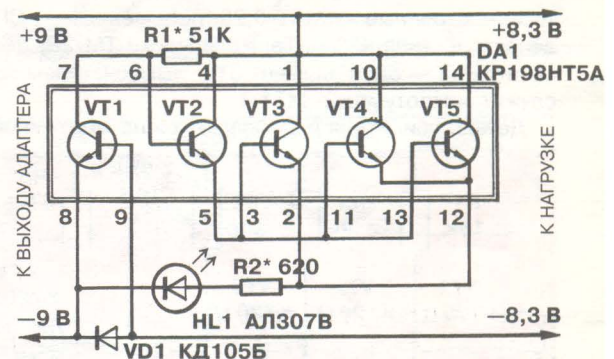 +9 В
R1* 51К
+8,3 В
DA1
КР198НТ5А
7 6 4 1 10 14
VT1 VT2 VT3 VT4 VT5
8 9 5 3 2 11 13 12
К ВЫХОДУ АДАПТЕРА
К НАГРУЗКЕ
R2* 620
HL1 АЛ307В
–9 В
–8,3 В
VD1 КД105Б